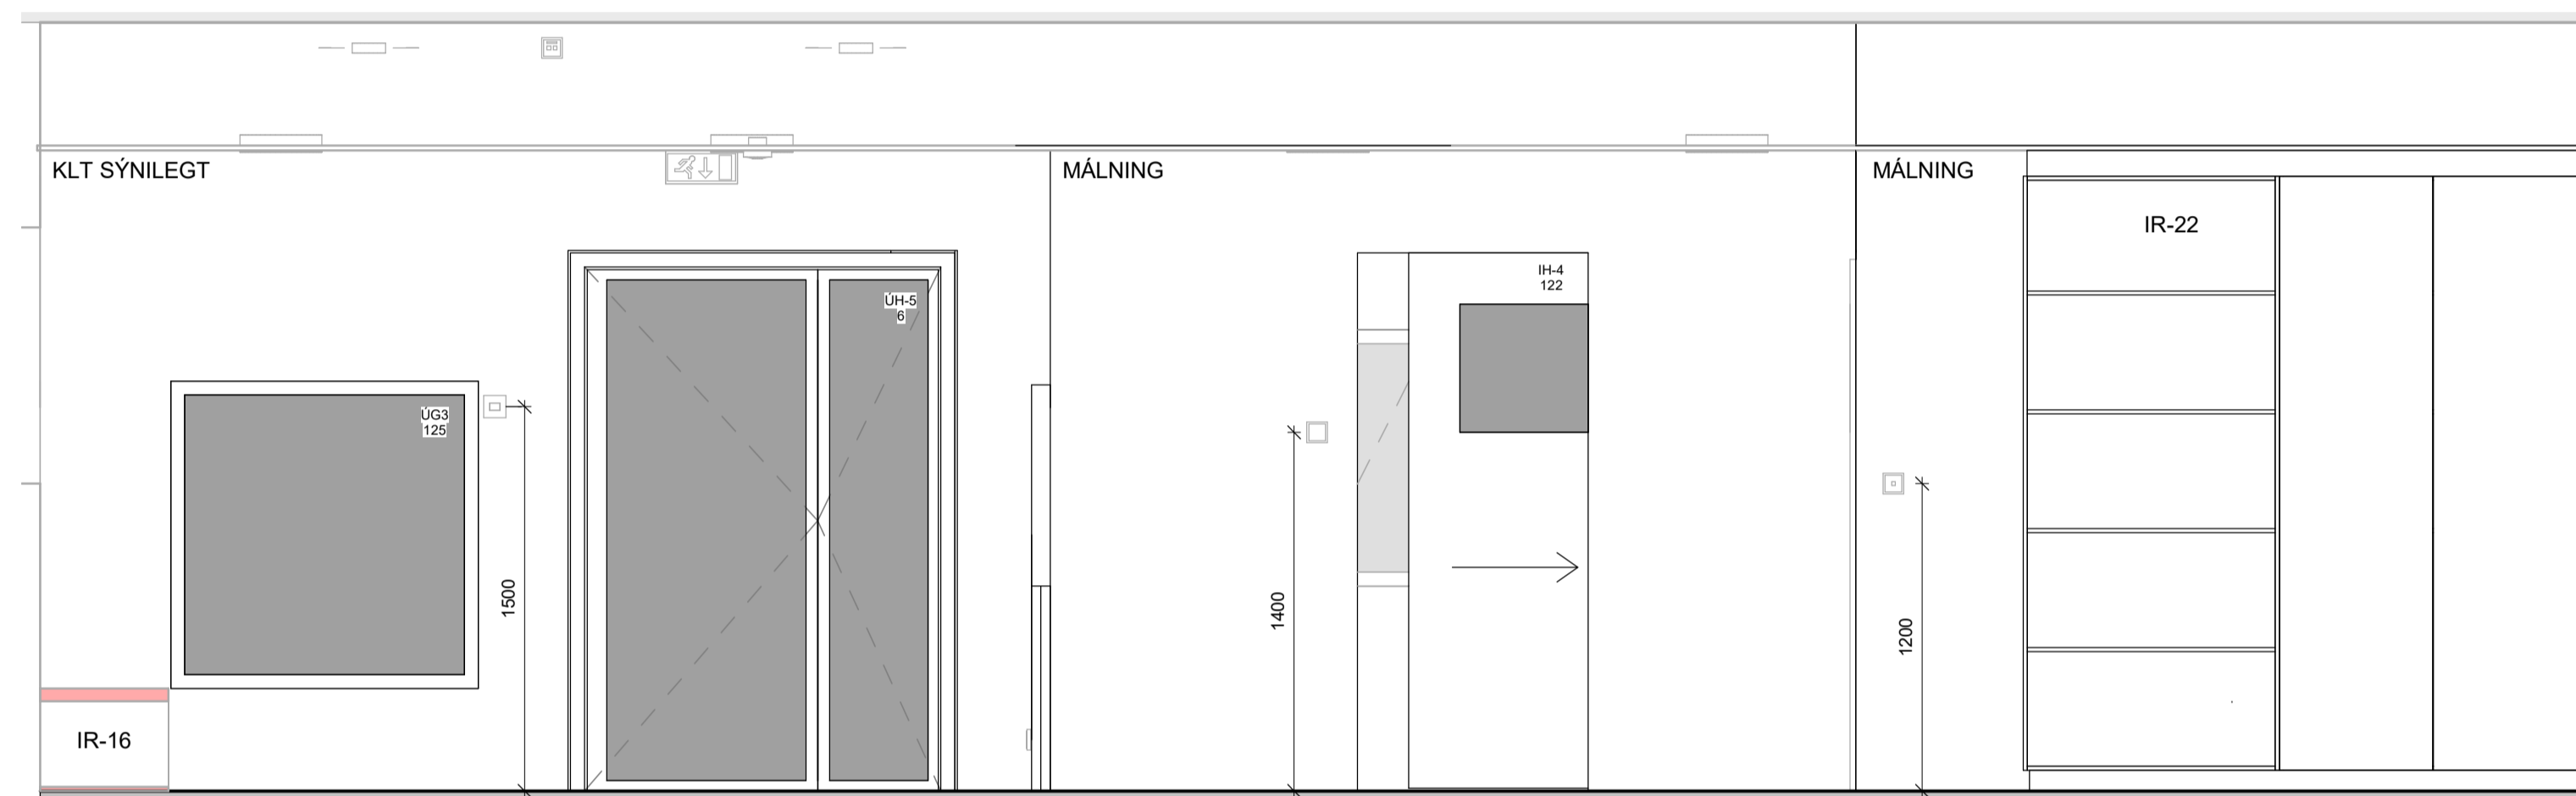 KLT SÝNILEGT
MÁLNING
MÁLNING
IR-22
IH-4
122
ÚH-5
6
ÚG3
125
1500
1400
1200
IR-16